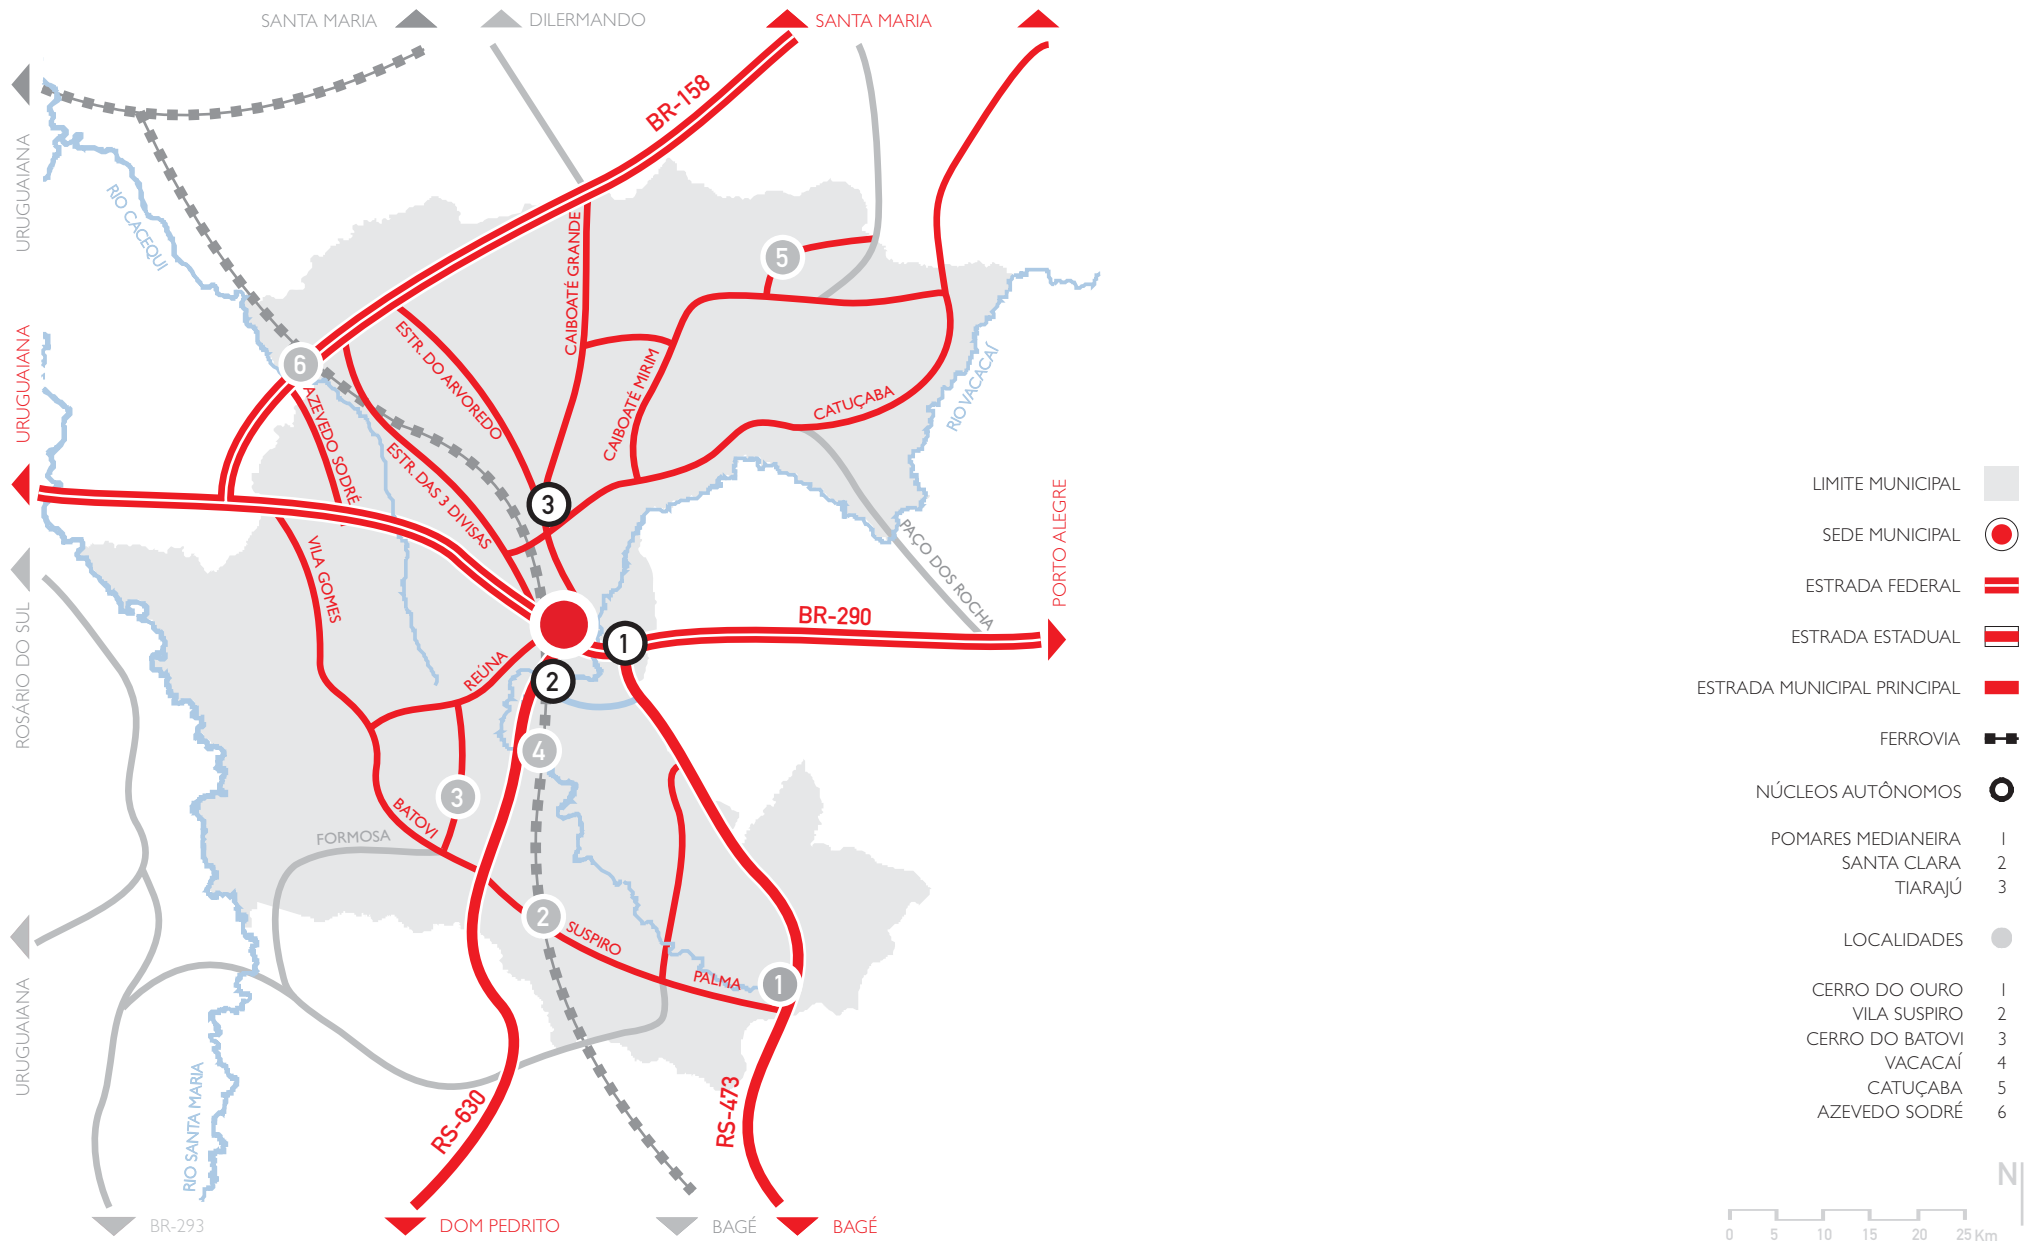 SANTA MARIA
DILERMANDO
SANTA MARIA
URUGUAIANA
RIO CACEQUI
BR-158
CAIBOATÉ GRANDE
5
URUGUAIANA
6
ESTR. DO ARVOREDO
CAIBOATÉ MIRIM
CATUÇABA
RIO VACACAÍ
AZEVEDO SODRÉ
ESTR. DAS 3 DIVISAS
3
PAÇO DOS ROCHA
PORTO ALEGRE
VILA GOMES
ROSÁRIO DO SUL
BR-290
1
REÚNA
2
4
3
BATOVI
FORMOSA
2
SUSPIRO
PALMA
1
URUGUAIANA
RIO SANTA MARIA
RS-630
RS-473
BR-293
DOM PEDRITO
BAGÉ
BAGÉ
LIMITE MUNICIPAL
SEDE MUNICIPAL
ESTRADA FEDERAL
ESTRADA ESTADUAL
ESTRADA MUNICIPAL PRINCIPAL
FERROVIA
NÚCLEOS AUTÔNOMOS
POMARES MEDIANEIRA 1
SANTA CLARA 2
TIARAJÚ 3
LOCALIDADES
CERRO DO OURO 1
VILA SUSPIRO 2
CERRO DO BATOVI 3
VACACAÍ 4
CATUÇABA 5
AZEVEDO SODRÉ 6
N
0 5 10 15 20 25 Km